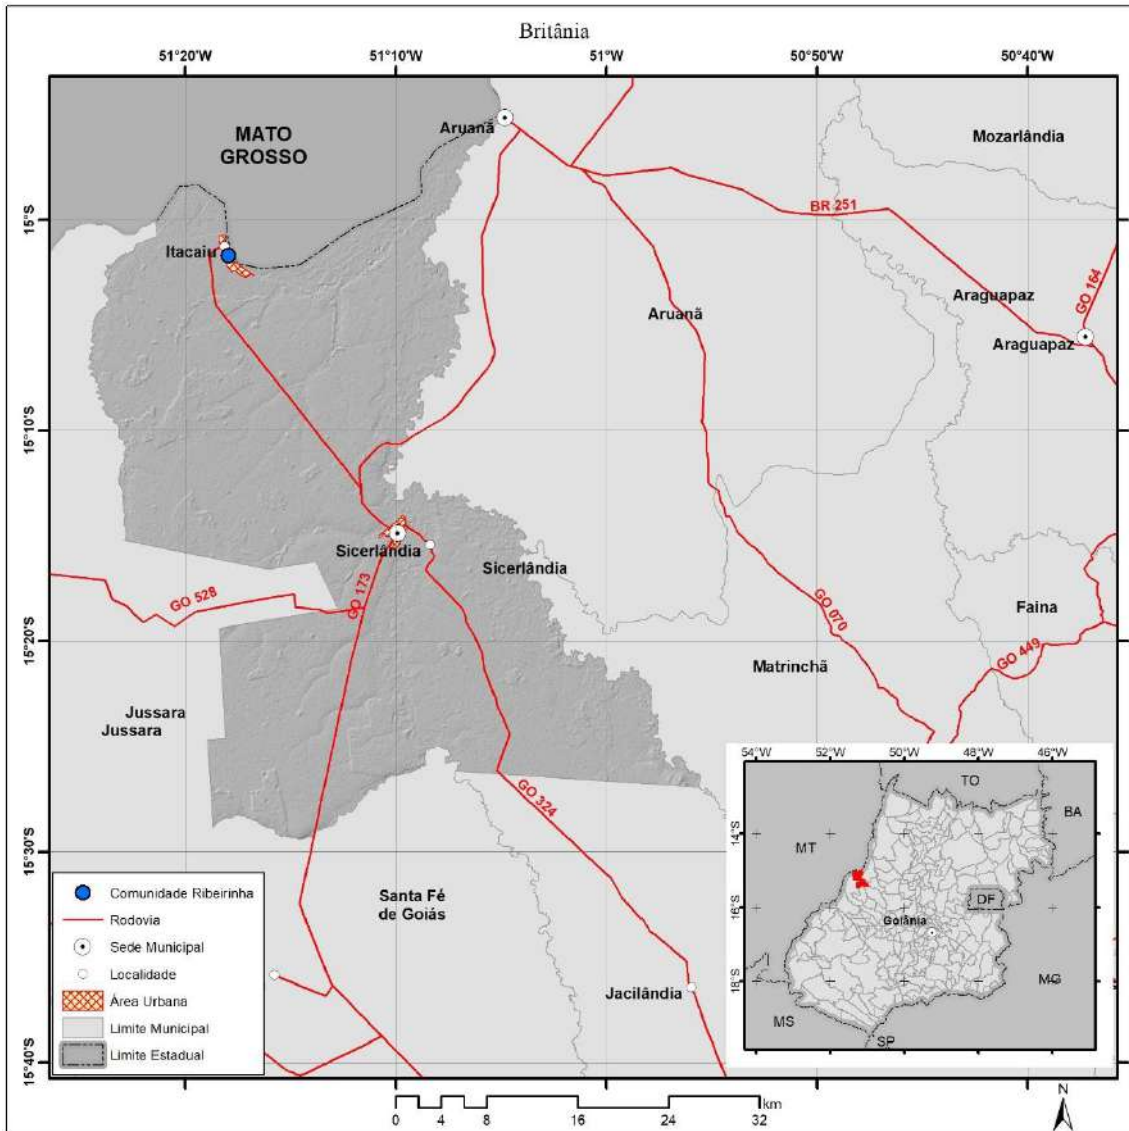 Britânia
51°20'W
51°10'W
51°W
50°50'W
50°40'W
MATO
GROSSO
Aruanã
Mozarlândia
15°S
BR 251
Itacaiu
GO 164
Aruanã
Araguapaz
Araguapaz
15°10'S
Sicerlândia
Sicerlândia
GO 173
GO 528
GO 070
Faina
15°20'S
GO 449
Matrinchã
Jussara
Jussara
GO 324
15°30'S
Santa Fé
de Goiás
Jacilândia
15°40'S
Comunidade Ribeirinha
Rodovia
Sede Municipal
Localidade
Área Urbana
Limite Municipal
Limite Estadual
54°W
52°W
50°W
48°W
46°W
TO
BA
14°S
MT
DF
16°S
Goiânia
18°S
MG
MS
SP
0
4
8
16
24
32
km
N